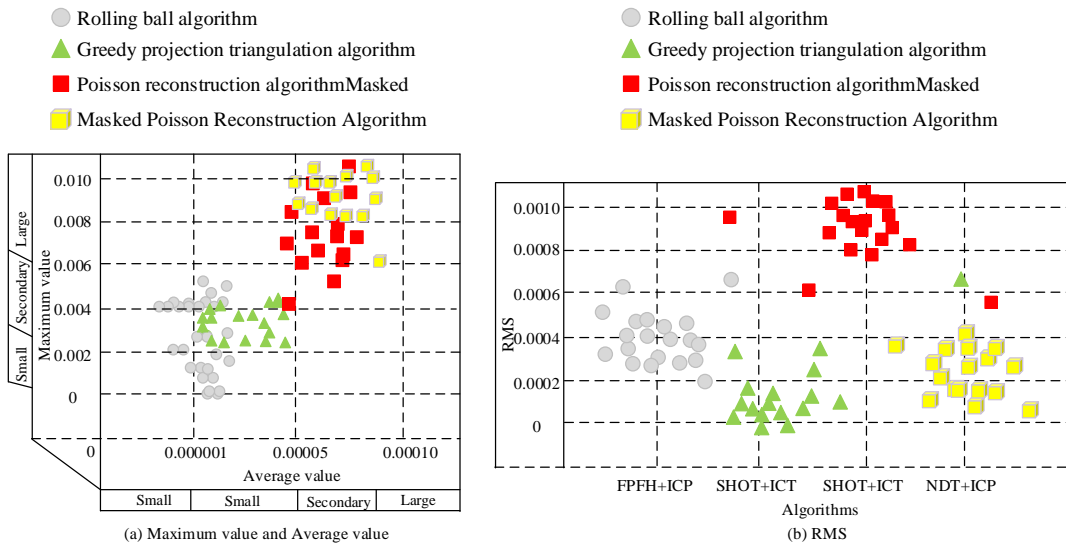 Rolling ball algorithm
Greedy projection triangulation algorithm
Poisson reconstruction algorithmMasked
Masked Poisson Reconstruction Algorithm
Small Secondary Large
Maximum value
0.010
0.008
0.006
0.004
0.002
0
0 0.000001 0.00005 0.00010
Average value
Small Small Secondary Large
(a) Maximum value and Average value
Rolling ball algorithm
Greedy projection triangulation algorithm
Poisson reconstruction algorithmMasked
Masked Poisson Reconstruction Algorithm
RMS
0.0010
0.0008
0.0006
0.0004
0.0002
0
FPFH+ICP SHOT+ICT SHOT+ICT NDT+ICP
Algorithms
(b) RMS